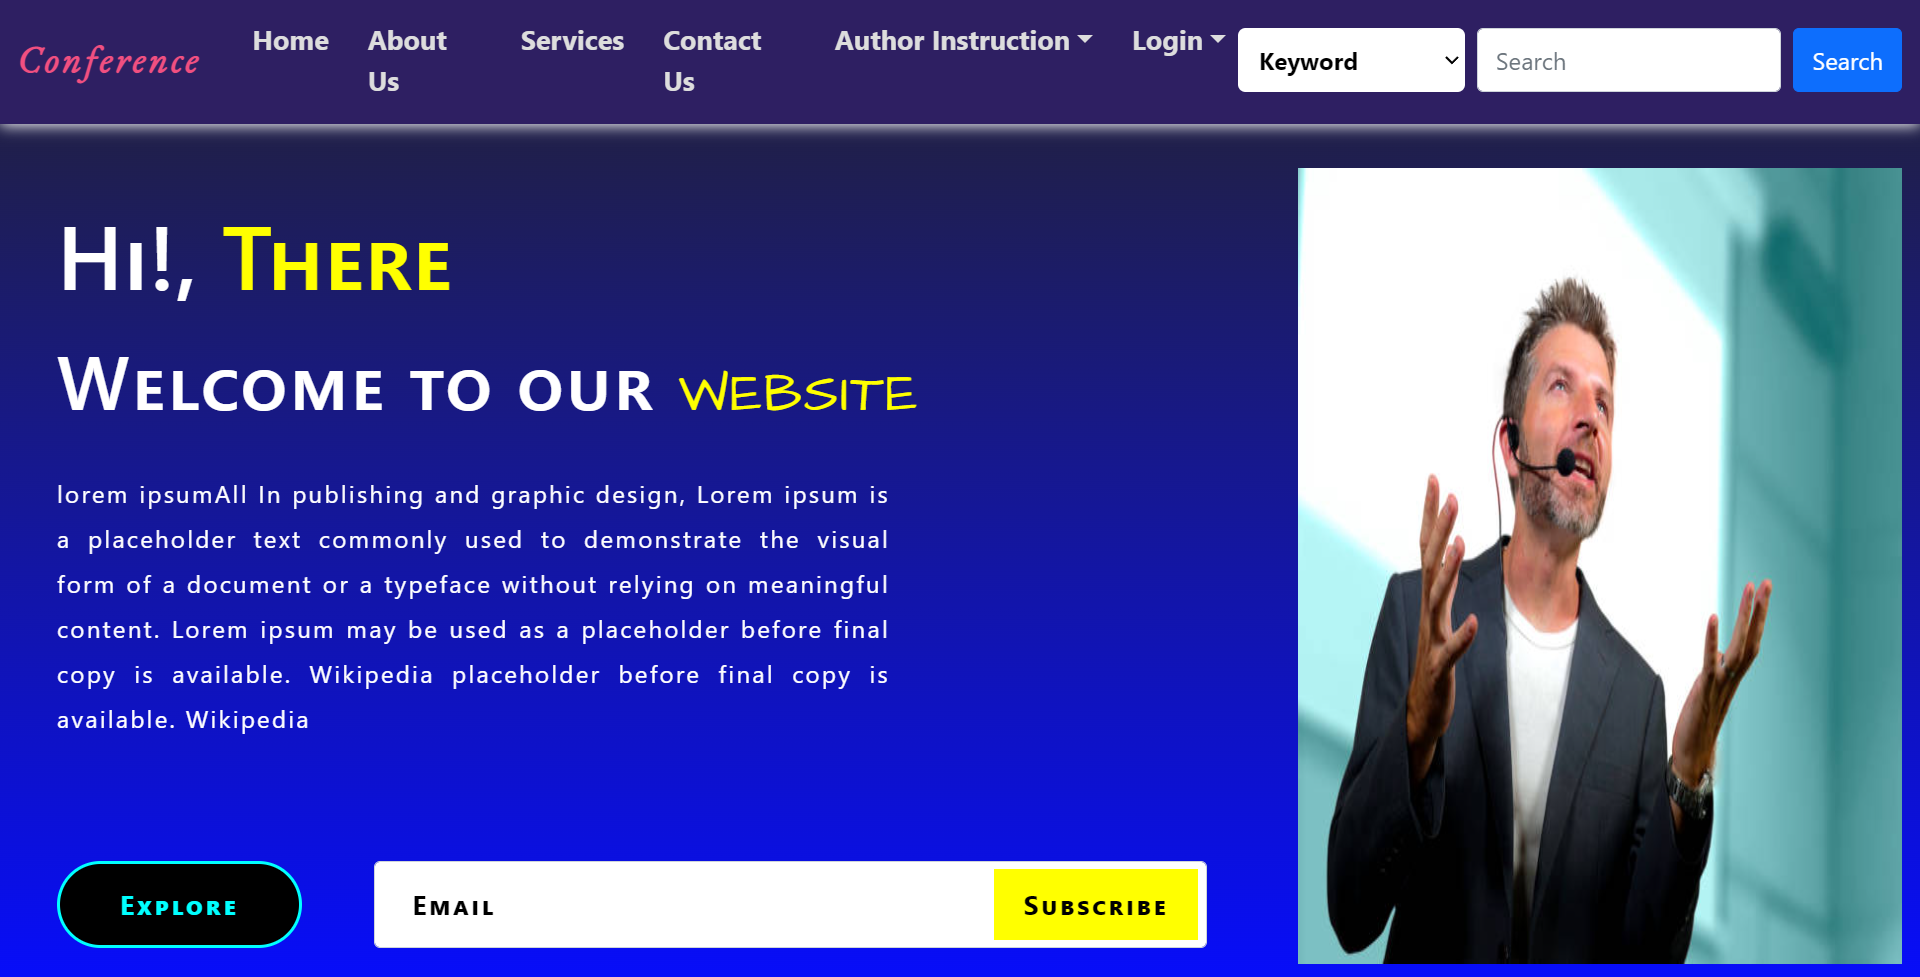 Conference
Home
About
Us
Services
Contact
Us
Author Instruction
Login
Keyword
Search
Search
Hi!, There
Welcome to our website
lorem ipsumAll In publishing and graphic design, Lorem ipsum is
a placeholder text commonly used to demonstrate the visual
form of a document or a typeface without relying on meaningful
content. Lorem ipsum may be used as a placeholder before final
copy is available. Wikipedia placeholder before final copy is
available. Wikipedia
Explore
Email
Subscribe